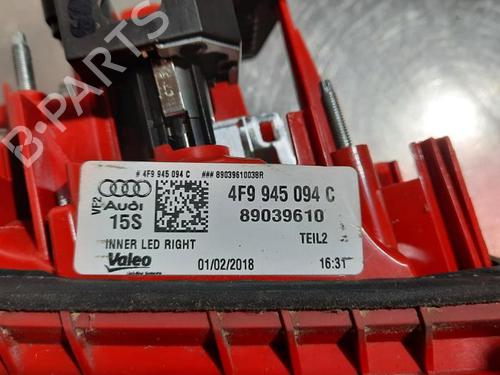 B-PARTS
# 4F9 945 094 C ### 89039610038R
VE2
Audi
15S
4F9 945 094 C
89039610
INNER LED RIGHT
TEIL2
Valeo
01/02/2018
16:31